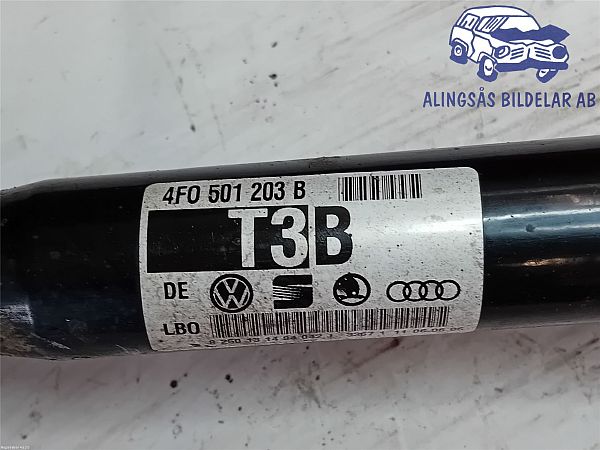 ALINGSÅS BILDELAR AB
4F0 501 203 B
T3B
DE
LBO